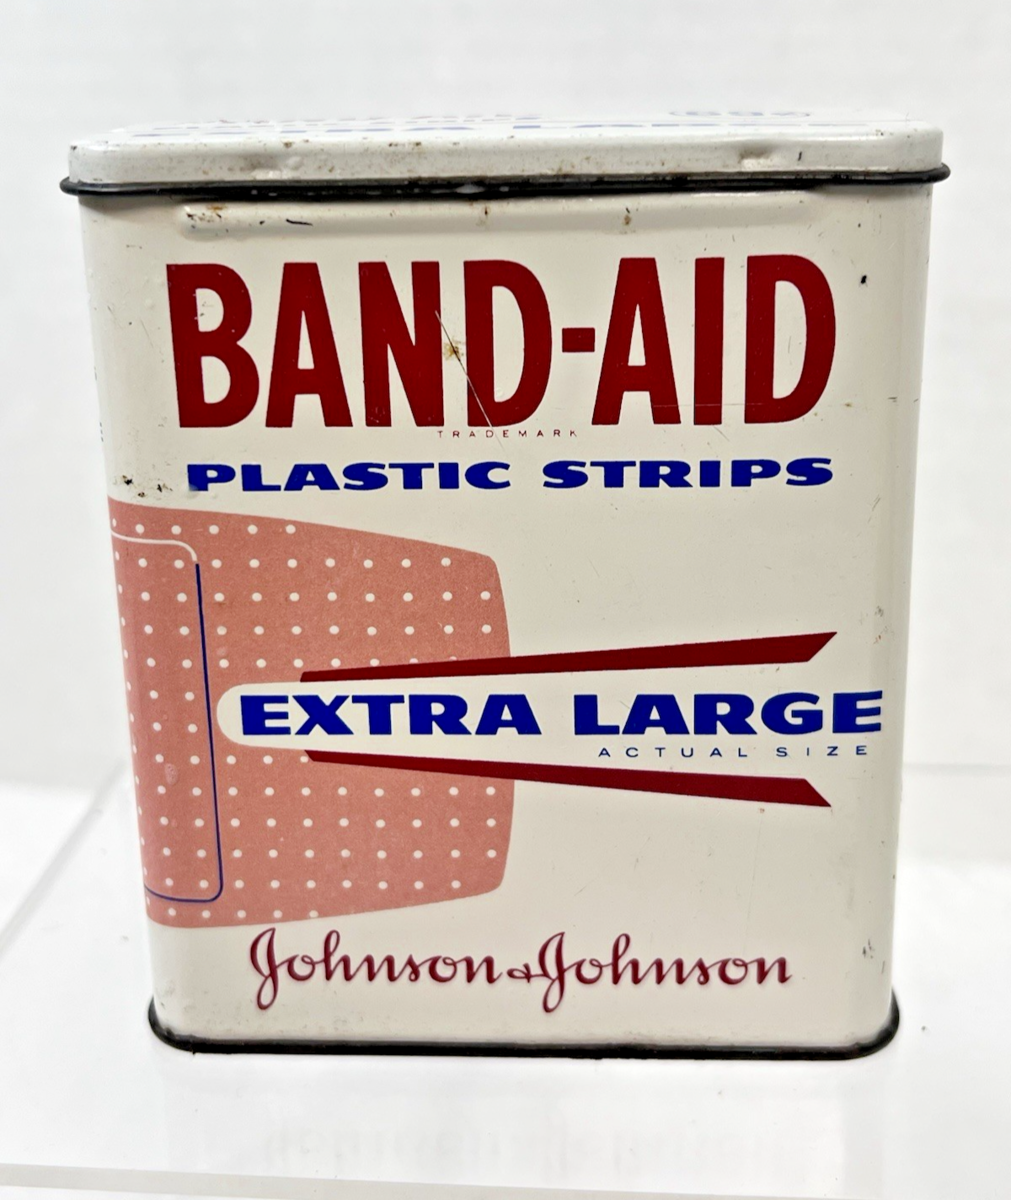 BAND-AID
TRADEMARK
PLASTIC STRIPS
EXTRA LARGE
ACTUAL SIZE
Johnson & Johnson